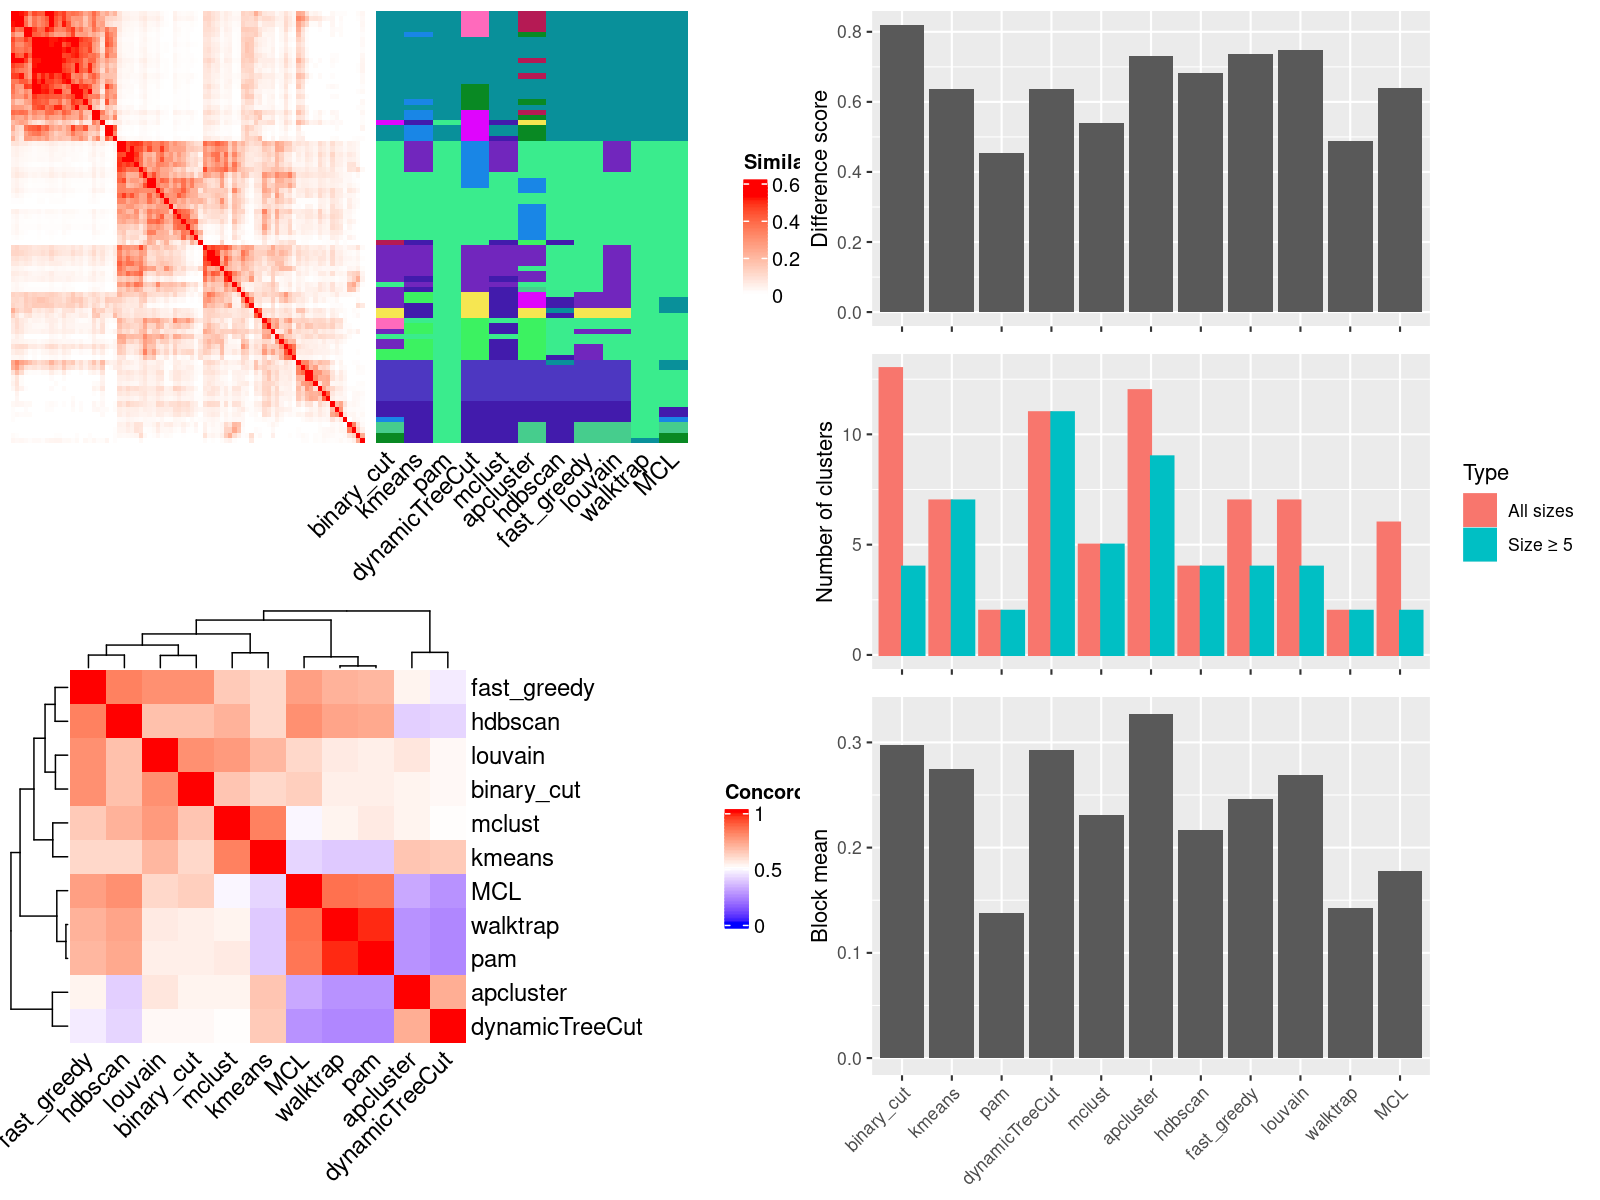 Simila
0.6
0.4
0.2
0
binary_cut
kmeans
pam
dynamicTreeCut
mclust
apcluster
hdbscan
fast_greedy
louvain
walktrap
MCL
fast_greedy
hdbscan
louvain
binary_cut
mclust
kmeans
MCL
walktrap
pam
apcluster
dynamicTreeCut
fast_greedy
hdbscan
louvain
binary_cut
mclust
kmeans
MCL
walktrap
pam
apcluster
dynamicTreeCut
Concord
1
0.5
0
Difference score
0.8
0.6
0.4
0.2
0.0
Number of clusters
10
5
0
Type
All sizes
Size ≥ 5
Block mean
0.3
0.2
0.1
0.0
binary_cut
kmeans
pam
dynamicTreeCut
mclust
apcluster
hdbscan
fast_greedy
louvain
walktrap
MCL